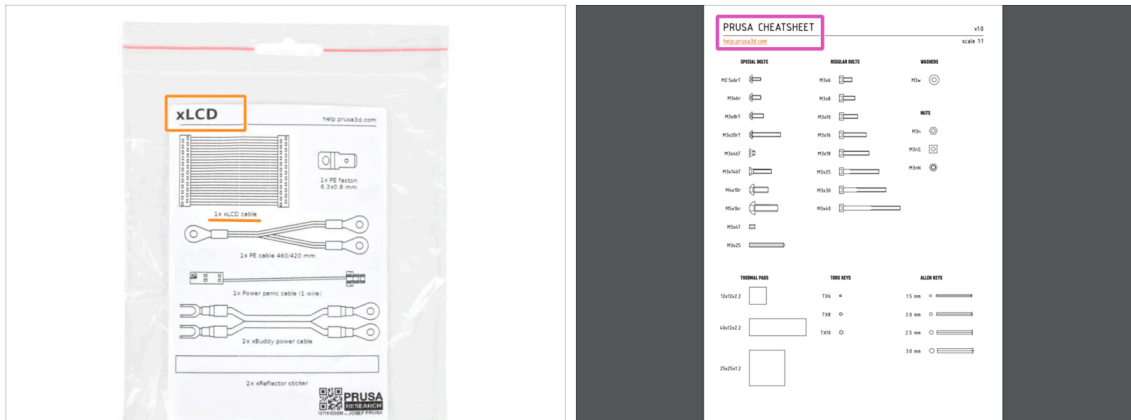 xLCD
help.prusa3d.com
1x PE faston
6.3x0.8 mm
1x xLCD cable
1x PE cable 460/420 mm
1x Power panic cable (1 wire)
2x xBuddy power cable
2x xReflector sticker
PRUSA
RESEARCH
by JOSEF PRUSA
PRUSA CHEATSHEET
v1.0
help.prusa3d.com
scale 1:1
SPECIAL BOLTS
REGULAR BOLTS
WASHERS
M2.5x6rT
M3x6
M3w
M3x6r
M3x8
M3x8rT
M3x10
NUTS
M3x20rT
M3x16
M3n
M3x4bT
M3x18
M3nS
M3x14bT
M3x25
M3nN
M4x10r
M3x30
M5x16r
M3x40
M3x4T
M3x25
THERMAL PADS
TORX KEYS
ALLEN KEYS
12x12x2.2
TX6
1.5 mm
TX8
2.0 mm
40x12x2.2
TX10
2.5 mm
3.0 mm
25x25x1.2